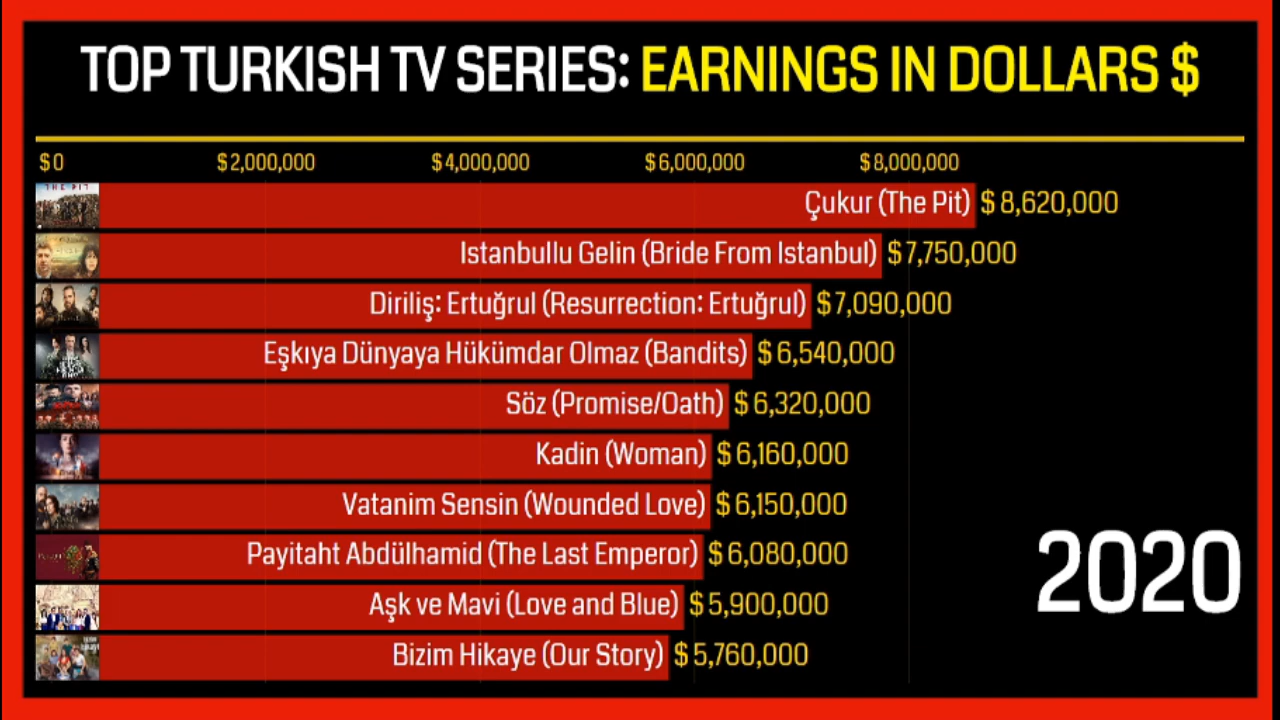 TOP TURKISH TV SERIES: EARNINGS IN DOLLARS $
$0 $2,000,000 $4,000,000 $6,000,000 $8,000,000
THE PIT
Çukur (The Pit) $8,620,000
Istanbullu Gelin (Bride From Istanbul) $7,750,000
Diriliş: Ertuğrul (Resurrection: Ertuğrul) $7,090,000
Eşkıya Dünyaya Hükümdar Olmaz (Bandits) $6,540,000
Söz (Promise/Oath) $6,320,000
Kadin (Woman) $6,160,000
Vatanim Sensin (Wounded Love) $6,150,000
Payitaht Abdülhamid (The Last Emperor) $6,080,000
Aşk ve Mavi (Love and Blue) $5,900,000
Bizim Hikaye (Our Story) $5,760,000
2020